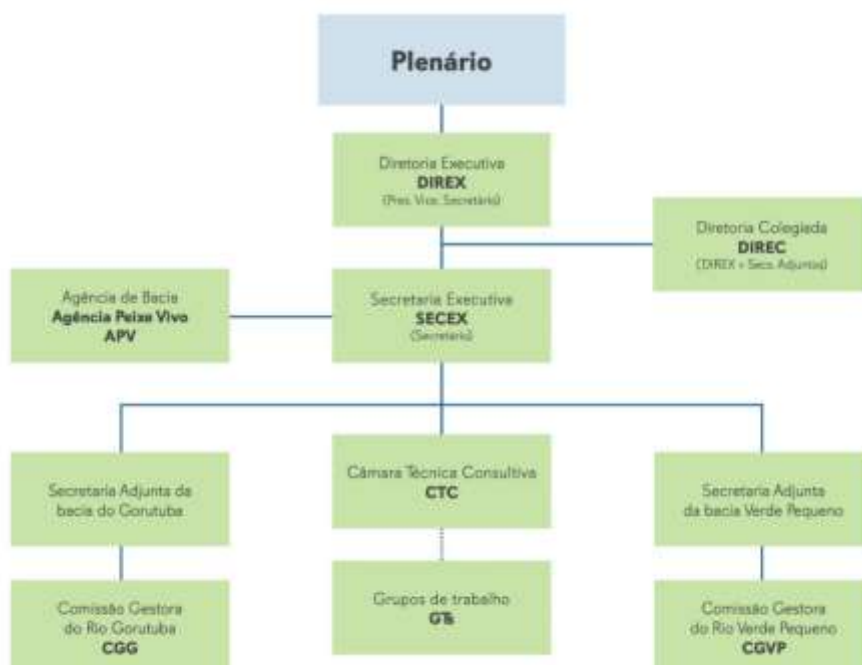 Plenário
Diretoria Executiva
DIREX
(Pres. Vice. Secretário)
Diretoria Colegiada
DIREC
(DIREX + Secs. Adjuntas)
Agência de Bacia
Agência Peixe Vivo
APV
Secretaria Executiva
SECEX
(Secretário)
Secretaria Adjunta da
bacia do Gorutuba
Câmara Técnica Consultiva
CTC
Secretaria Adjunta
da bacia Verde Pequeno
Comissão Gestora
do Rio Gorutuba
CGG
Grupos de trabalho
GTs
Comissão Gestora
do Rio Verde Pequeno
CGVP